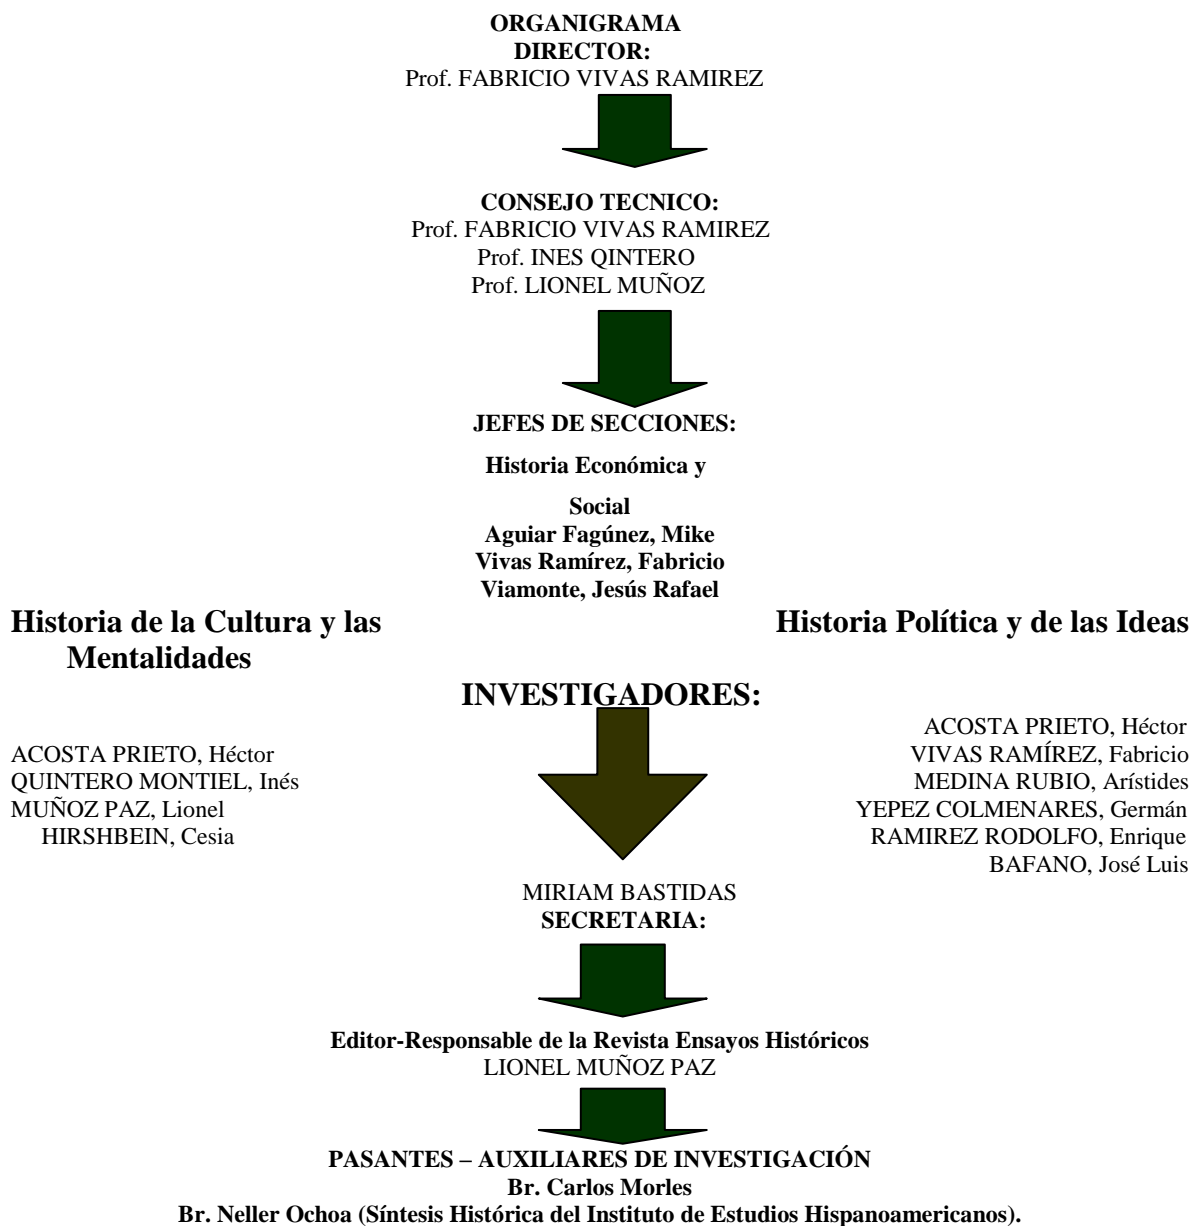 ORGANIGRAMA
DIRECTOR:
Prof. FABRICIO VIVAS RAMIREZ
CONSEJO TECNICO:
Prof. FABRICIO VIVAS RAMIREZ
Prof. INES QINTERO
Prof. LIONEL MUÑOZ
JEFES DE SECCIONES:
Historia Económica y
Social
Aguiar Fagúnez, Mike
Vivas Ramírez, Fabricio
Viamonte, Jesús Rafael
Historia de la Cultura y las
Mentalidades
Historia Política y de las Ideas
INVESTIGADORES:
ACOSTA PRIETO, Héctor
QUINTERO MONTIEL, Inés
MUÑOZ PAZ, Lionel
HIRSHBEIN, Cesia
ACOSTA PRIETO, Héctor
VIVAS RAMÍREZ, Fabricio
MEDINA RUBIO, Arístides
YEPEZ COLMENARES, Germán
RAMIREZ RODOLFO, Enrique
BAFANO, José Luis
MIRIAM BASTIDAS
SECRETARIA:
Editor-Responsable de la Revista Ensayos Históricos
LIONEL MUÑOZ PAZ
PASANTES – AUXILIARES DE INVESTIGACIÓN
Br. Carlos Morles
Br. Neller Ochoa (Síntesis Histórica del Instituto de Estudios Hispanoamericanos).